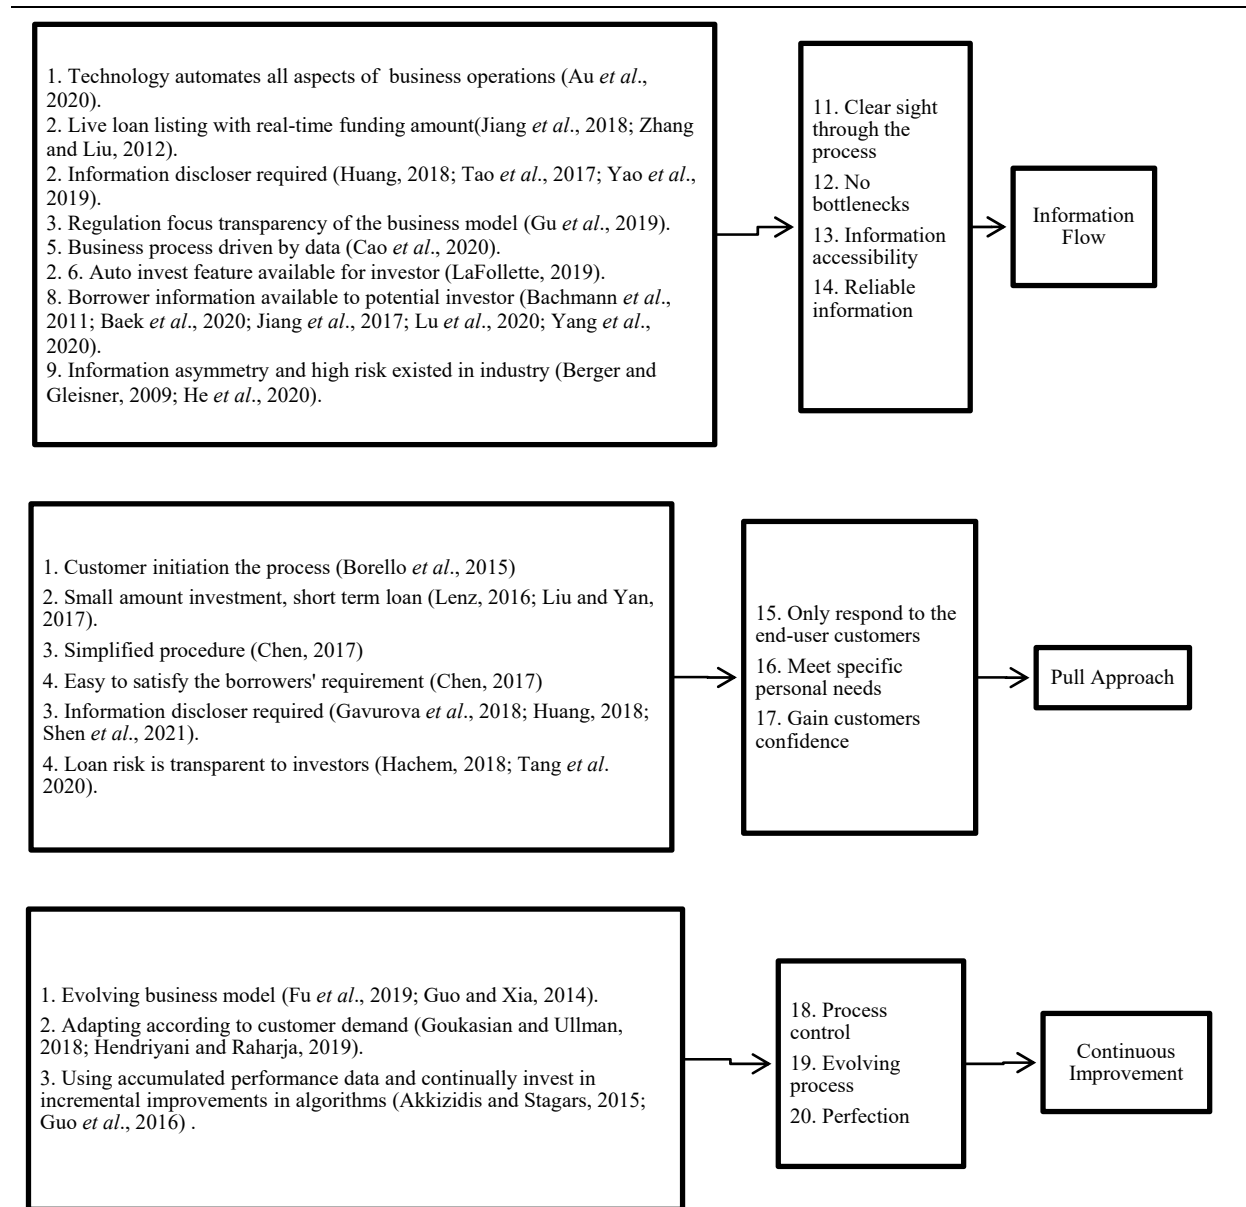 1. Technology automates all aspects of business operations (Au et al.,
2020).
2. Live loan listing with real-time funding amount(Jiang et al., 2018; Zhang
and Liu, 2012).
2. Information discloser required (Huang, 2018; Tao et al., 2017; Yao et al.,
2019).
3. Regulation focus transparency of the business model (Gu et al., 2019).
5. Business process driven by data (Cao et al., 2020).
2. 6. Auto invest feature available for investor (LaFollette, 2019).
8. Borrower information available to potential investor (Bachmann et al.,
2011; Baek et al., 2020; Jiang et al., 2017; Lu et al., 2020; Yang et al.,
2020).
9. Information asymmetry and high risk existed in industry (Berger and
Gleisner, 2009; He et al., 2020).
11. Clear sight
through the
process
12. No
bottlenecks
13. Information
accessibility
14. Reliable
information
Information
Flow
1. Customer initiation the process (Borello et al., 2015)
2. Small amount investment, short term loan (Lenz, 2016; Liu and Yan,
2017).
3. Simplified procedure (Chen, 2017)
4. Easy to satisfy the borrowers' requirement (Chen, 2017)
3. Information discloser required (Gavurova et al., 2018; Huang, 2018;
Shen et al., 2021).
4. Loan risk is transparent to investors (Hachem, 2018; Tang et al.
2020).
15. Only respond to the
end-user customers
16. Meet specific
personal needs
17. Gain customers
confidence
Pull Approach
1. Evolving business model (Fu et al., 2019; Guo and Xia, 2014).
2. Adapting according to customer demand (Goukasian and Ullman,
2018; Hendriyani and Raharja, 2019).
3. Using accumulated performance data and continually invest in
incremental improvements in algorithms (Akkizidis and Stagars, 2015;
Guo et al., 2016) .
18. Process
control
19. Evolving
process
20. Perfection
Continuous
Improvement